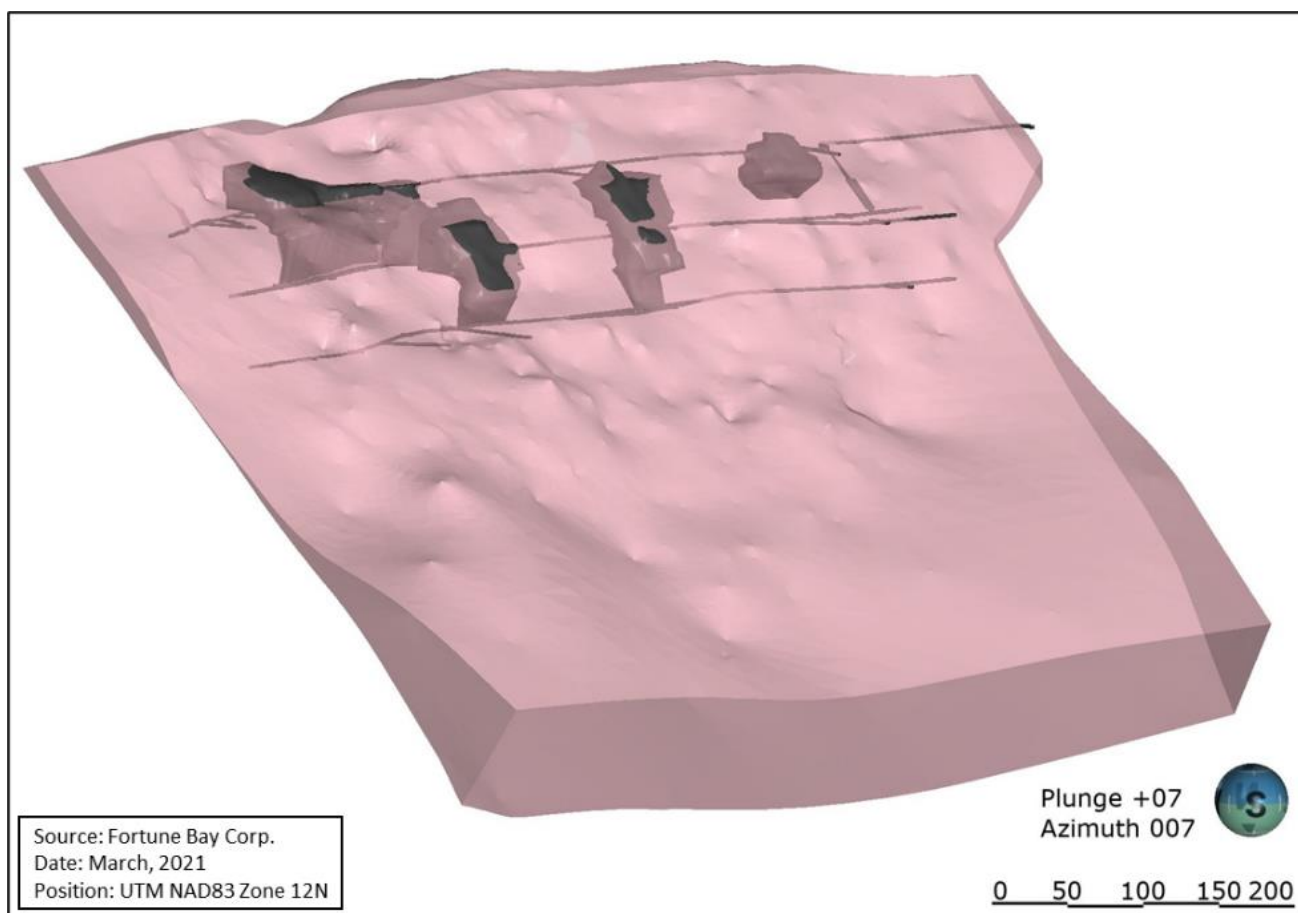 Plunge +07
Azimuth 007
S
Source: Fortune Bay Corp.
Date: March, 2021
Position: UTM NAD83 Zone 12N
0 50 100 150 200